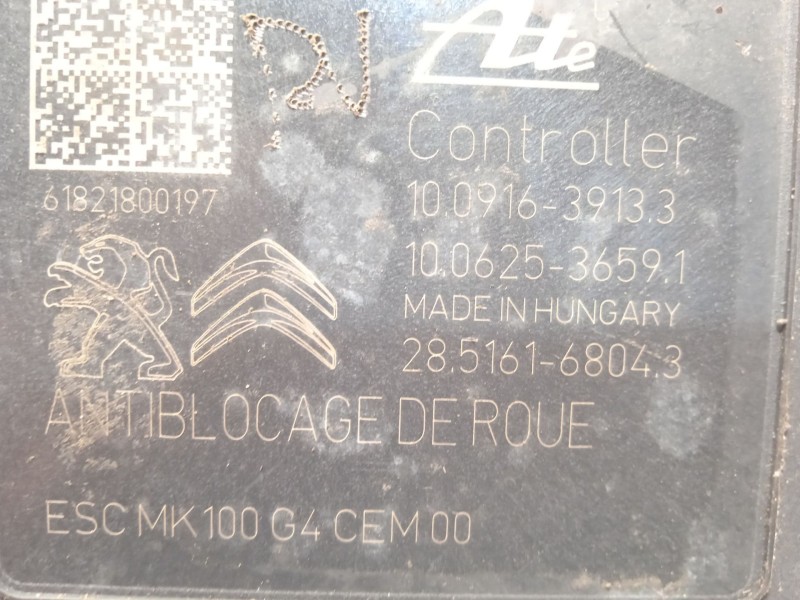 Ate
Controller
61821800197
10.0916-3913.3
10.0625-3659.1
MADE IN HUNGARY
28.5161-6804.3
ANTIBLOCAGE DE ROUE
ESC MK100 G4 CEM 00